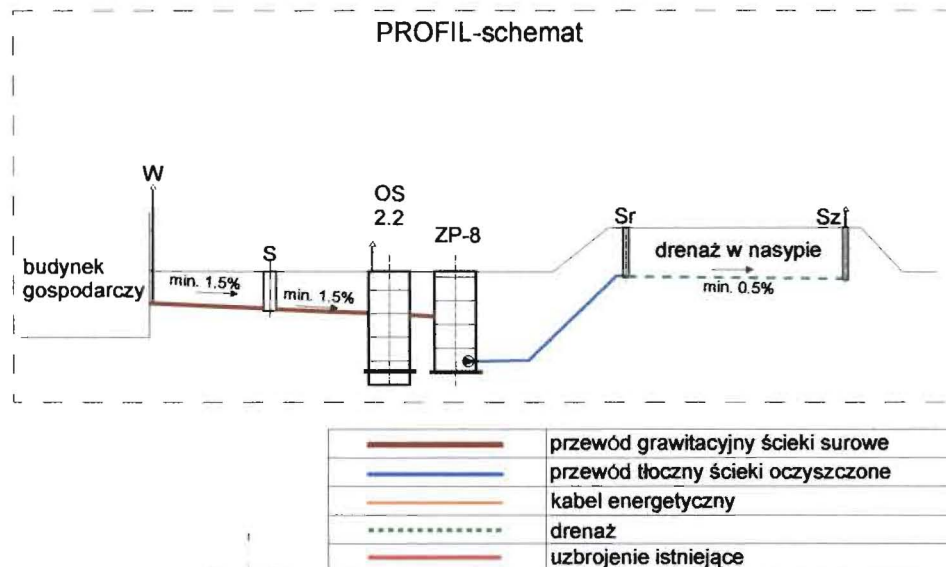 PROFIL-schemat
W
OS
2.2
ZP-8
S
Sr
Sz
budynek
gospodarczy
min. 1.5%
min. 1.5%
drenaż w nasypie
min. 0.5%
przewód grawitacyjny ścieki surowe
przewód tłoczny ścieki oczyszczone
kabel energetyczny
drenaż
uzbrojenie istniejące